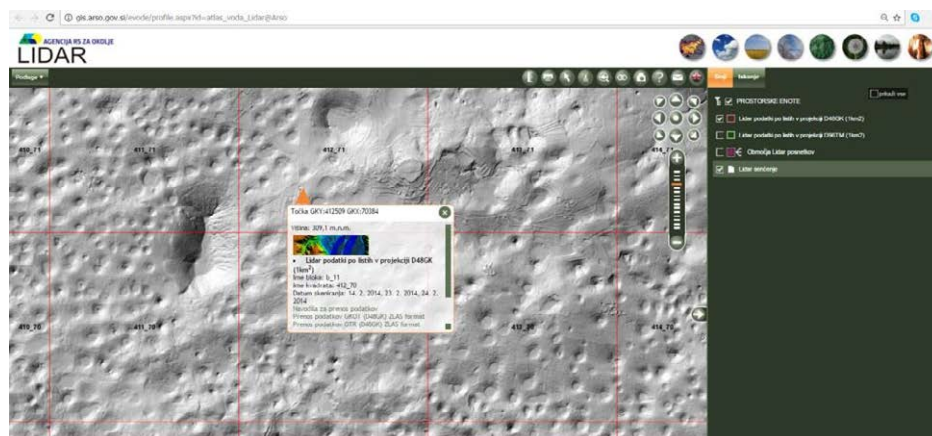 gis.arso.gov.si/evode/profile.aspx?id=atlas_voda_Lidar@Arso
AGENCIJA RS ZA OKOLJE
LIDAR
Podlaga
Sloji Iskanje
prikaži vse
PROSTORSKE ENOTE
Lidar podatki po listih v projekciji D48GK (1km2)
Lidar podatki po listih v projekciji D96TM (1km2)
Območja Lidar posnetkov
Lidar senčenje
410_71 411_71 412_71 414_71
Točka GKY:412509 GKX:70384
Višina: 309,1 m.n.m.
• Lidar podatki po listih v projekciji D48GK
(1km²)
Ime bloka: b_11
Ime kvadrata: 412_70
Datum skeniranja: 14. 2. 2014, 23. 2. 2014, 24. 2.
2014
Navodila za prenos podatkov
Prenos podatkov GKOT (D48GK) ZLAS format
Prenos podatkov OTR (D48GK) ZLAS format
410_70 411_70 412_70 414_70